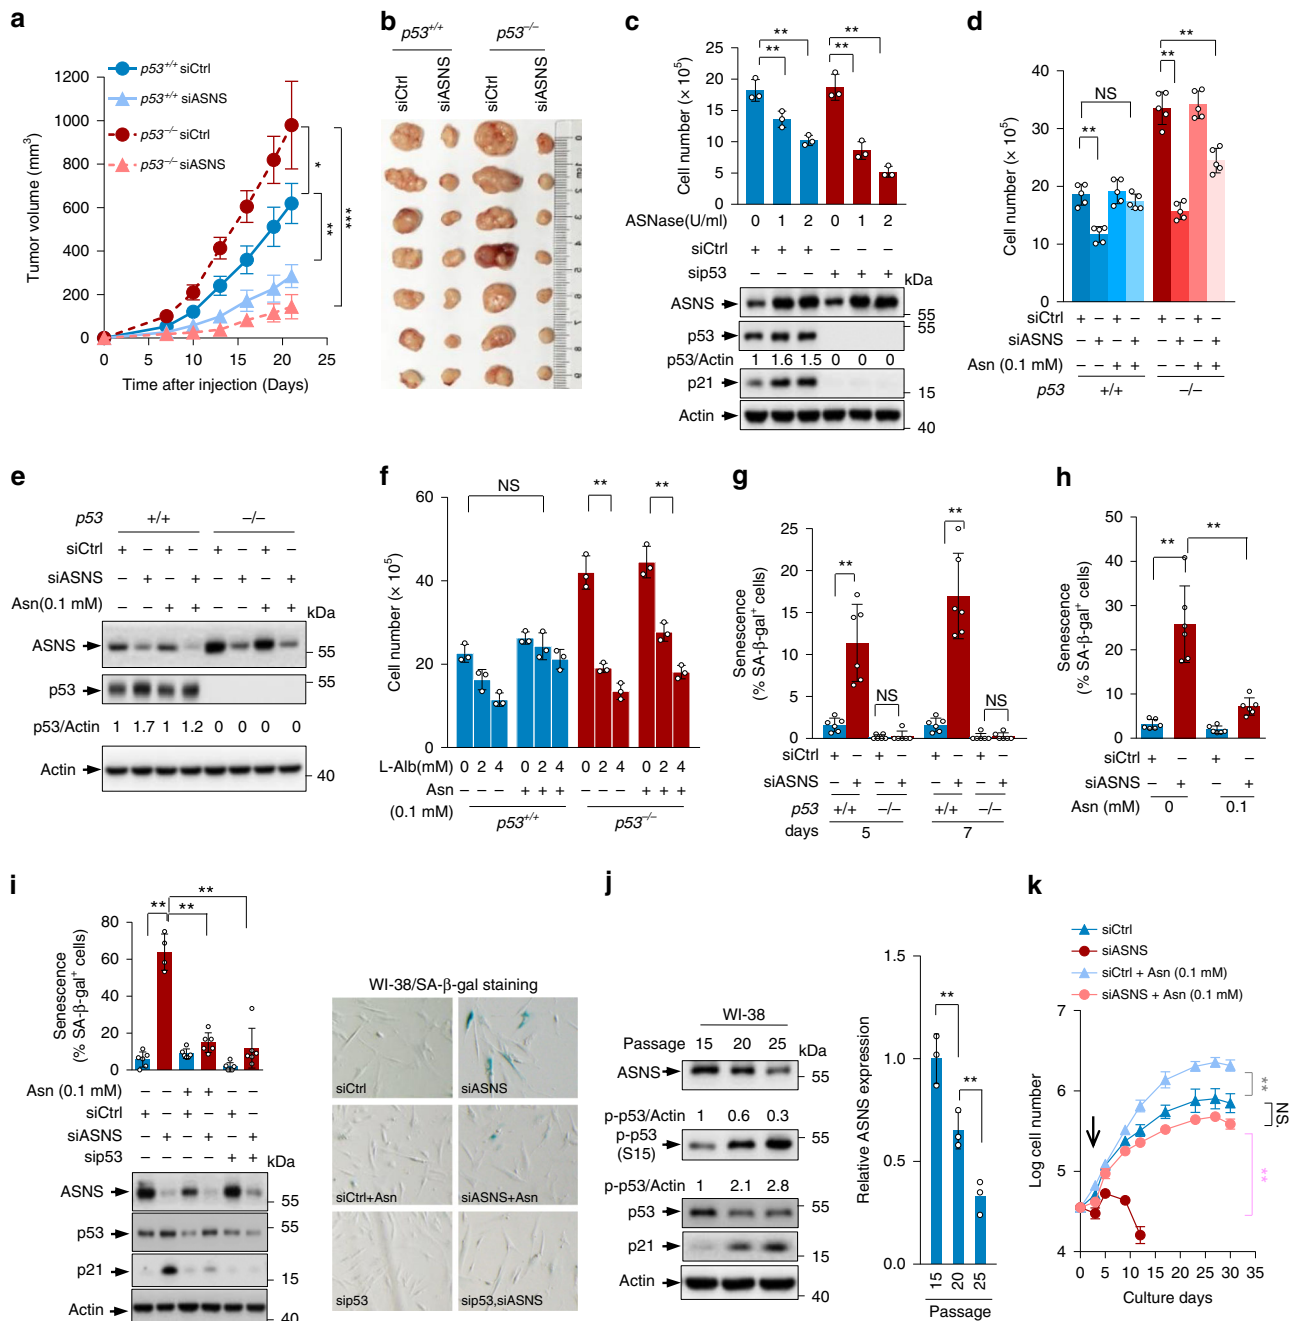 a
p53+/+ siCtrl
p53+/+ siASNS
p53–/– siCtrl
p53–/– siASNS
Tumor volume (mm3)
1200
1000
800
600
400
200
0
0 5 10 15 20 25
Time after injection (Days)
*
**
***
b
p53+/+ p53–/–
siCtrl siASNS siCtrl siASNS
c
Cell number (× 10^5)
25
20
15
10
5
0
** **
** **
ASNase(U/ml) 0 1 2 0 1 2
siCtrl + + + – – –
sip53 – – – + + + kDa
ASNS 55
p53 55
p53/Actin 1 1.6 1.5 0 0 0
p21 15
Actin 40
d
Cell number (× 10^5)
40
30
20
10
0
NS
**
**
**
siCtrl + – + – + – + –
siASNS – + – + – + – +
Asn (0.1 mM) – – + + – – + +
p53 +/+ –/–
e
p53 +/+ –/–
siCtrl + – + – + – + –
siASNS – + – + – + – +
Asn(0.1 mM) – – + + – – + + kDa
ASNS 55
p53 55
p53/Actin 1 1.7 1 1.2 0 0 0 0
Actin 40
f
Cell number (× 10^5)
60
40
20
0
NS ** **
L-Alb(mM) 0 2 4 0 2 4 0 2 4 0 2 4
Asn – – – + + + – – – + + +
(0.1 mM) p53+/+ p53–/–
g
Senescence
(% SA-β-gal+ cells)
25
20
15
10
5
0
** NS ** NS
siCtrl + – + – + – + –
siASNS – + – + – + – +
p53 +/+ –/– +/+ –/–
days 5 7
h
Senescence
(% SA-β-gal+ cells)
50
40
30
20
10
0
** **
siCtrl + – + –
siASNS – + – +
Asn (mM) 0 0.1
i
Senescence
(% SA-β-gal+ cells)
80
60
40
20
0
**
** **
Asn (0.1 mM) – – + + – –
siCtrl + – + – + –
siASNS – + – + – +
sip53 – – – – + + kDa
ASNS 55
p53 55
p21 15
Actin 40
WI-38/SA-β-gal staining
siCtrl siASNS
siCtrl+Asn siASNS+Asn
sip53 sip53,siASNS
j
WI-38
Passage 15 20 25 kDa
ASNS 55
p-p53/Actin 1 0.6 0.3
p-p53
(S15) 55
p-p53/Actin 1 2.1 2.8
p53
p21 15
Actin 40
Relative ASNS expression
1.5
1.0
0.5
0.0
**
**
15 20 25
Passage
k
siCtrl
siASNS
siCtrl + Asn (0.1 mM)
siASNS + Asn (0.1 mM)
Log cell number
7
6
5
4
**
NS.
**
0 5 10 15 20 25 30 35
Culture days